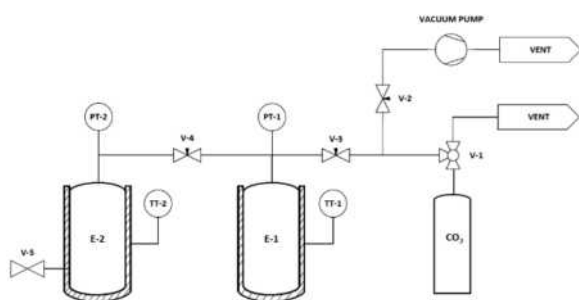 VACUUM PUMP
VENT
V-2
PT-2
PT-1
VENT
V-4
V-3
V-1
TT-2
TT-1
E-2
E-1
CO₂
V-5